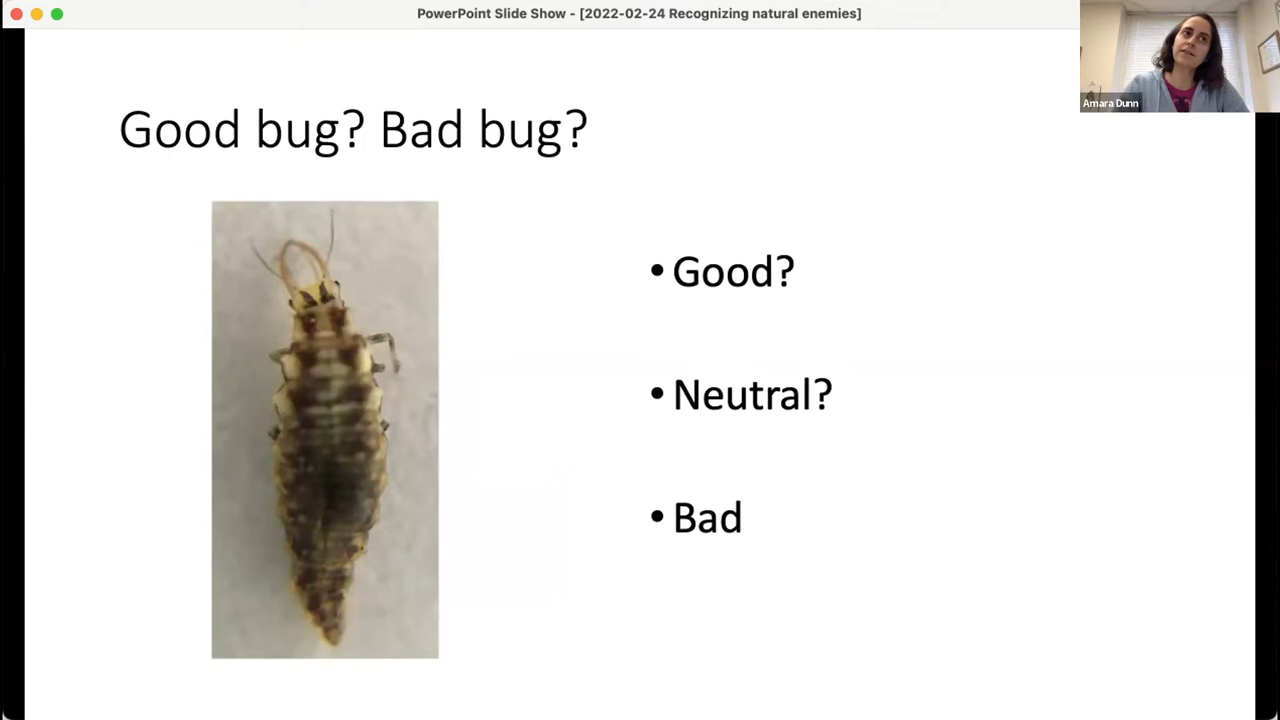 PowerPoint Slide Show - [2022-02-24 Recognizing natural enemies]
Amara Dunn
Good bug? Bad bug?
• Good?
• Neutral?
• Bad